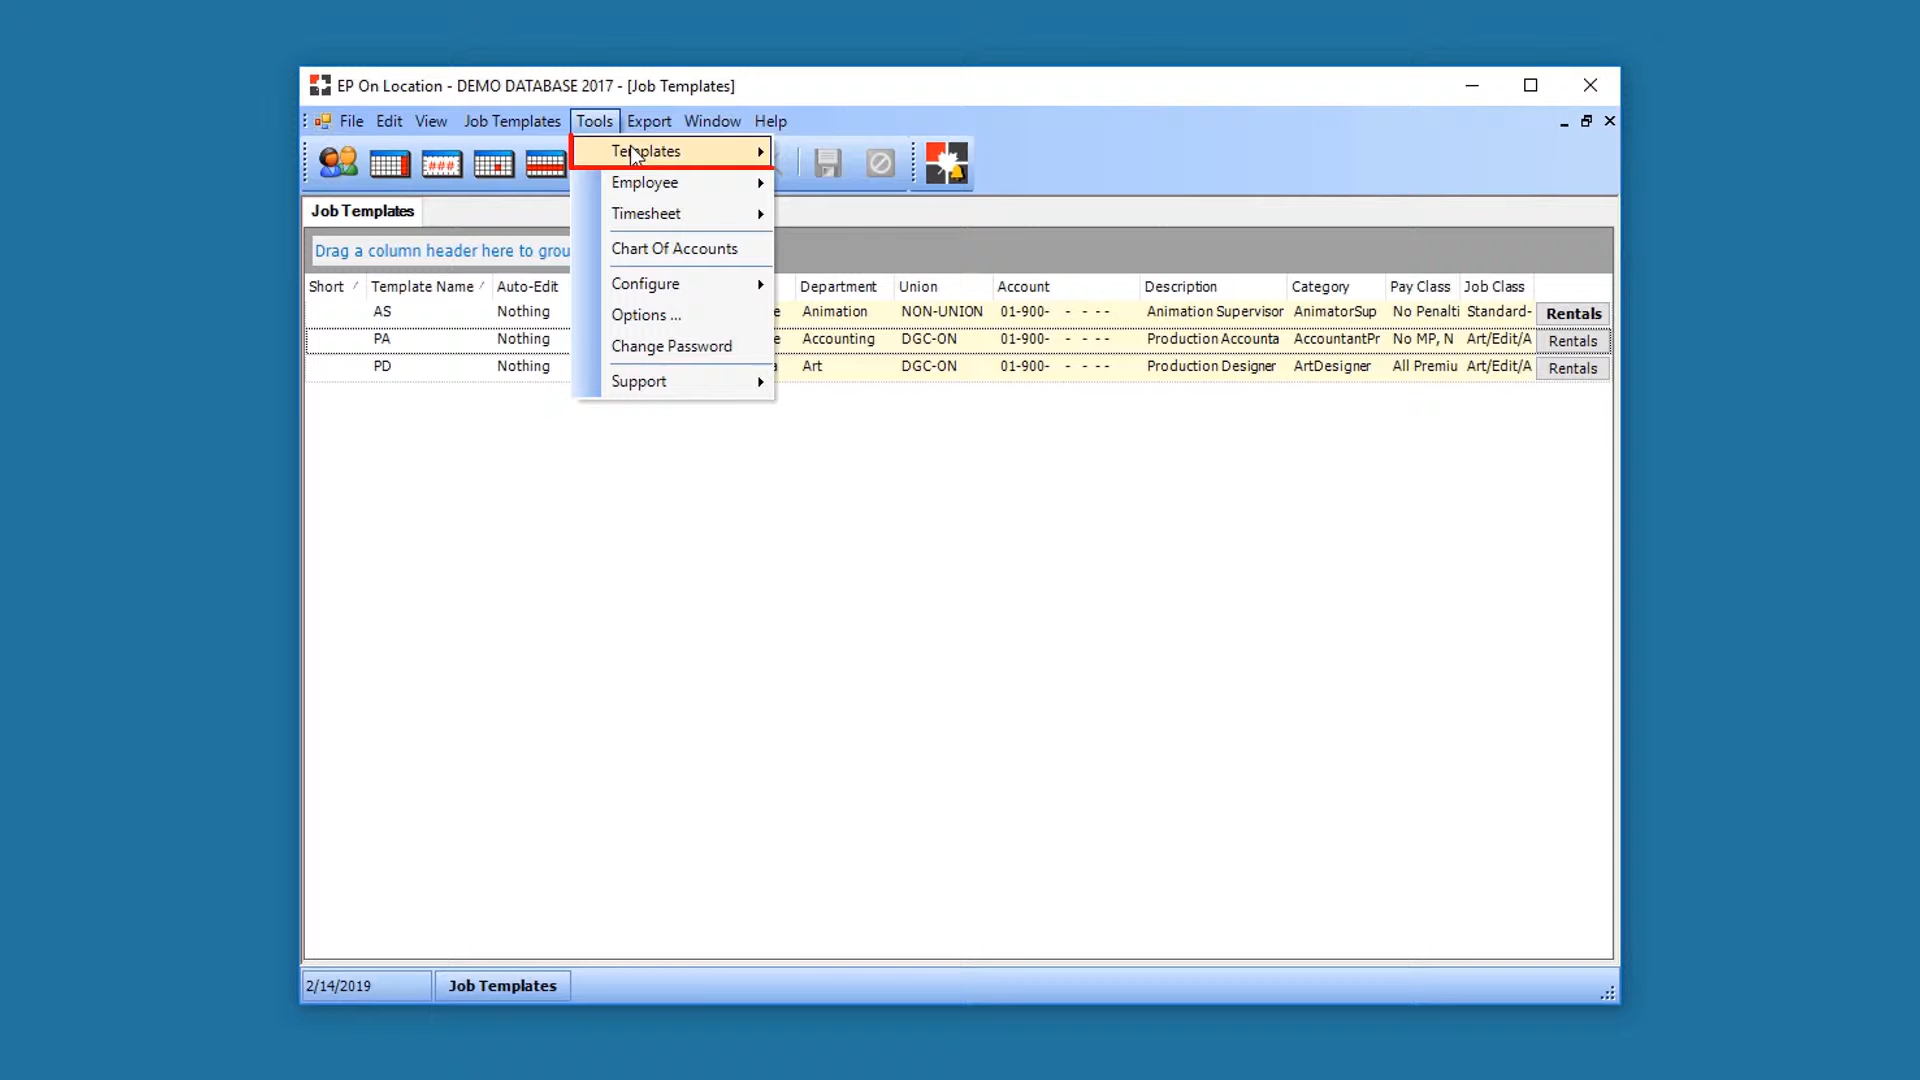 EP On Location - DEMO DATABASE 2017 - [Job Templates]
File Edit View Job Templates Tools Export Window Help
Templates
Employee
Timesheet
Chart Of Accounts
Configure
Options ...
Change Password
Support
Job Templates
Drag a column header here to grou
Short Template Name Auto-Edit Department Union Account Description Category Pay Class Job Class
AS Nothing e Animation NON-UNION 01-900- - - - - Animation Supervisor AnimatorSup No Penalti Standard- Rentals
PA Nothing e Accounting DGC-ON 01-900- - - - - Production Accounta AccountantPr No MP, N Art/Edit/A Rentals
PD Nothing a Art DGC-ON 01-900- - - - - Production Designer ArtDesigner All Premiu Art/Edit/A Rentals
2/14/2019 Job Templates